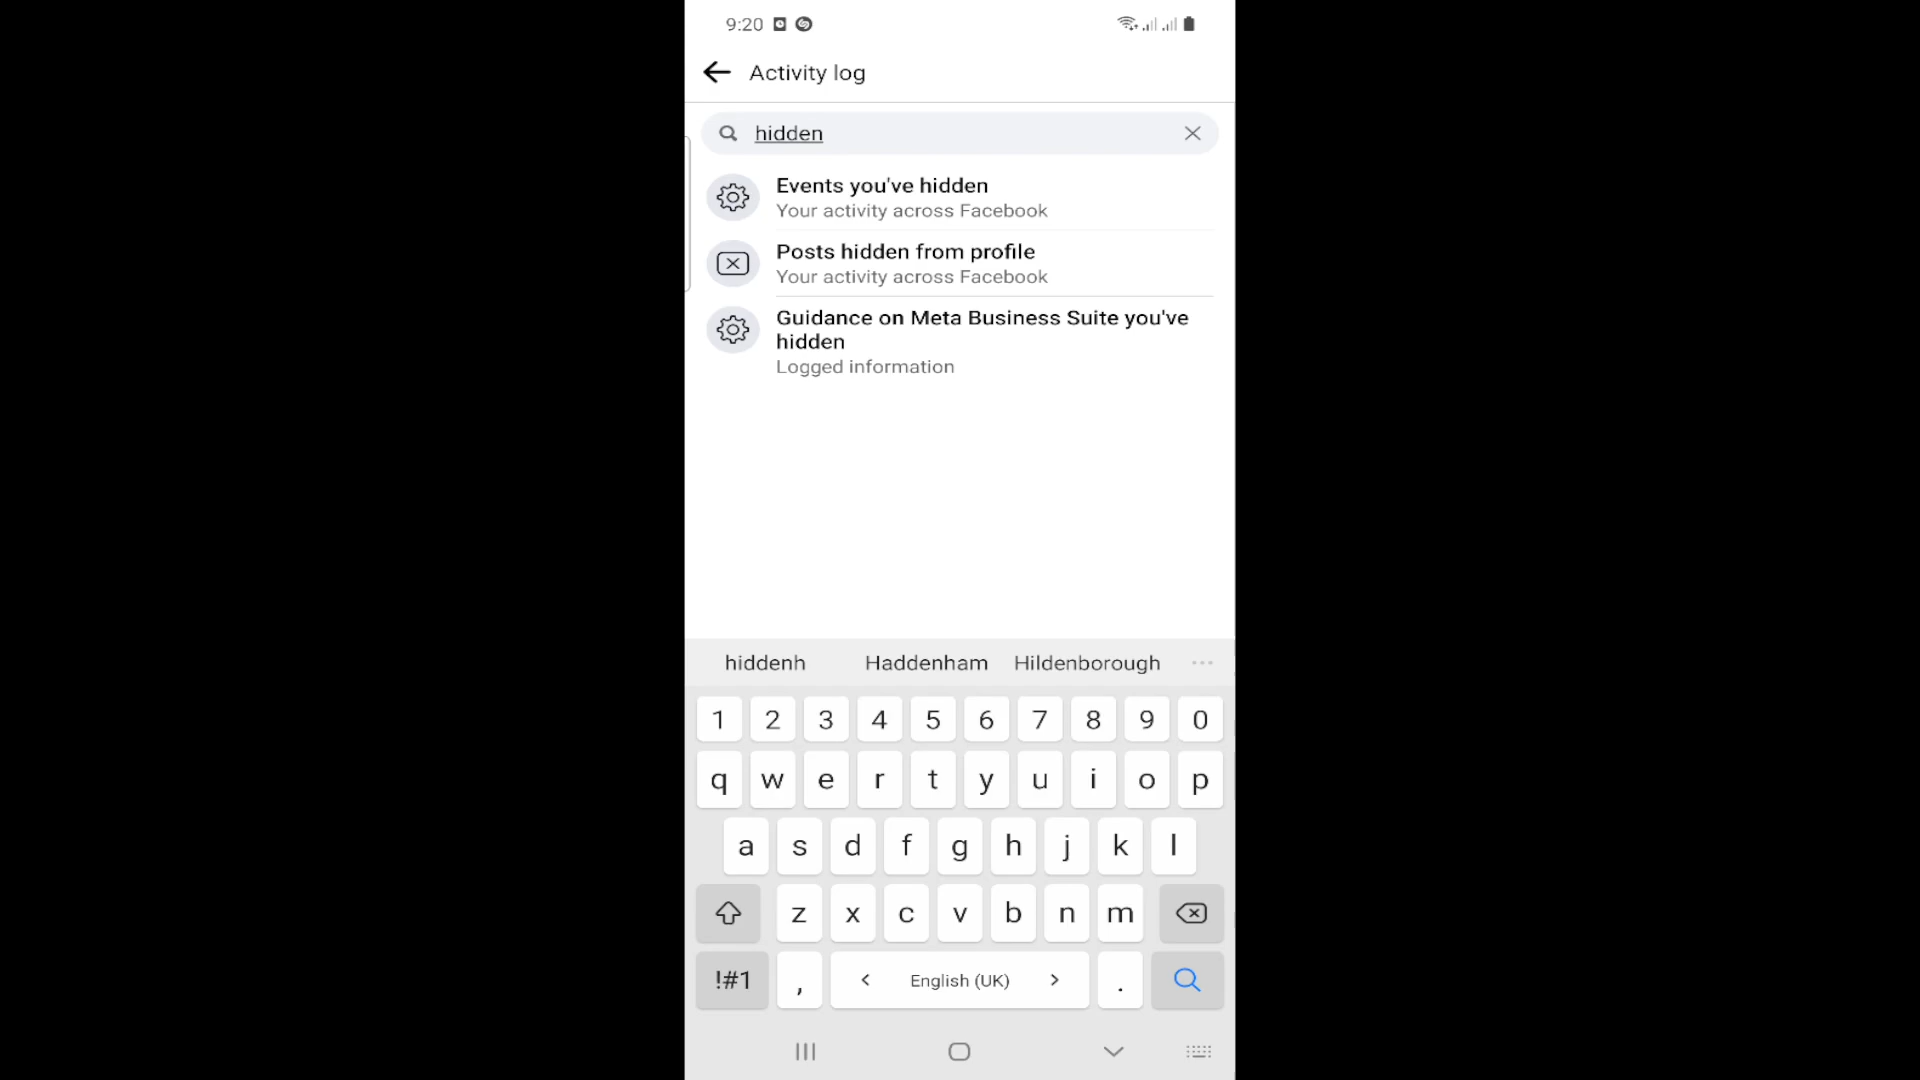 9:20
Activity log
hidden
Events you've hidden
Your activity across Facebook
Posts hidden from profile
Your activity across Facebook
Guidance on Meta Business Suite you've
hidden
Logged information
hiddenh Haddenham Hildenborough
1 2 3 4 5 6 7 8 9 0
q w e r t y u i o p
a s d f g h j k l
z x c v b n m
!#1 , < English (UK) > .